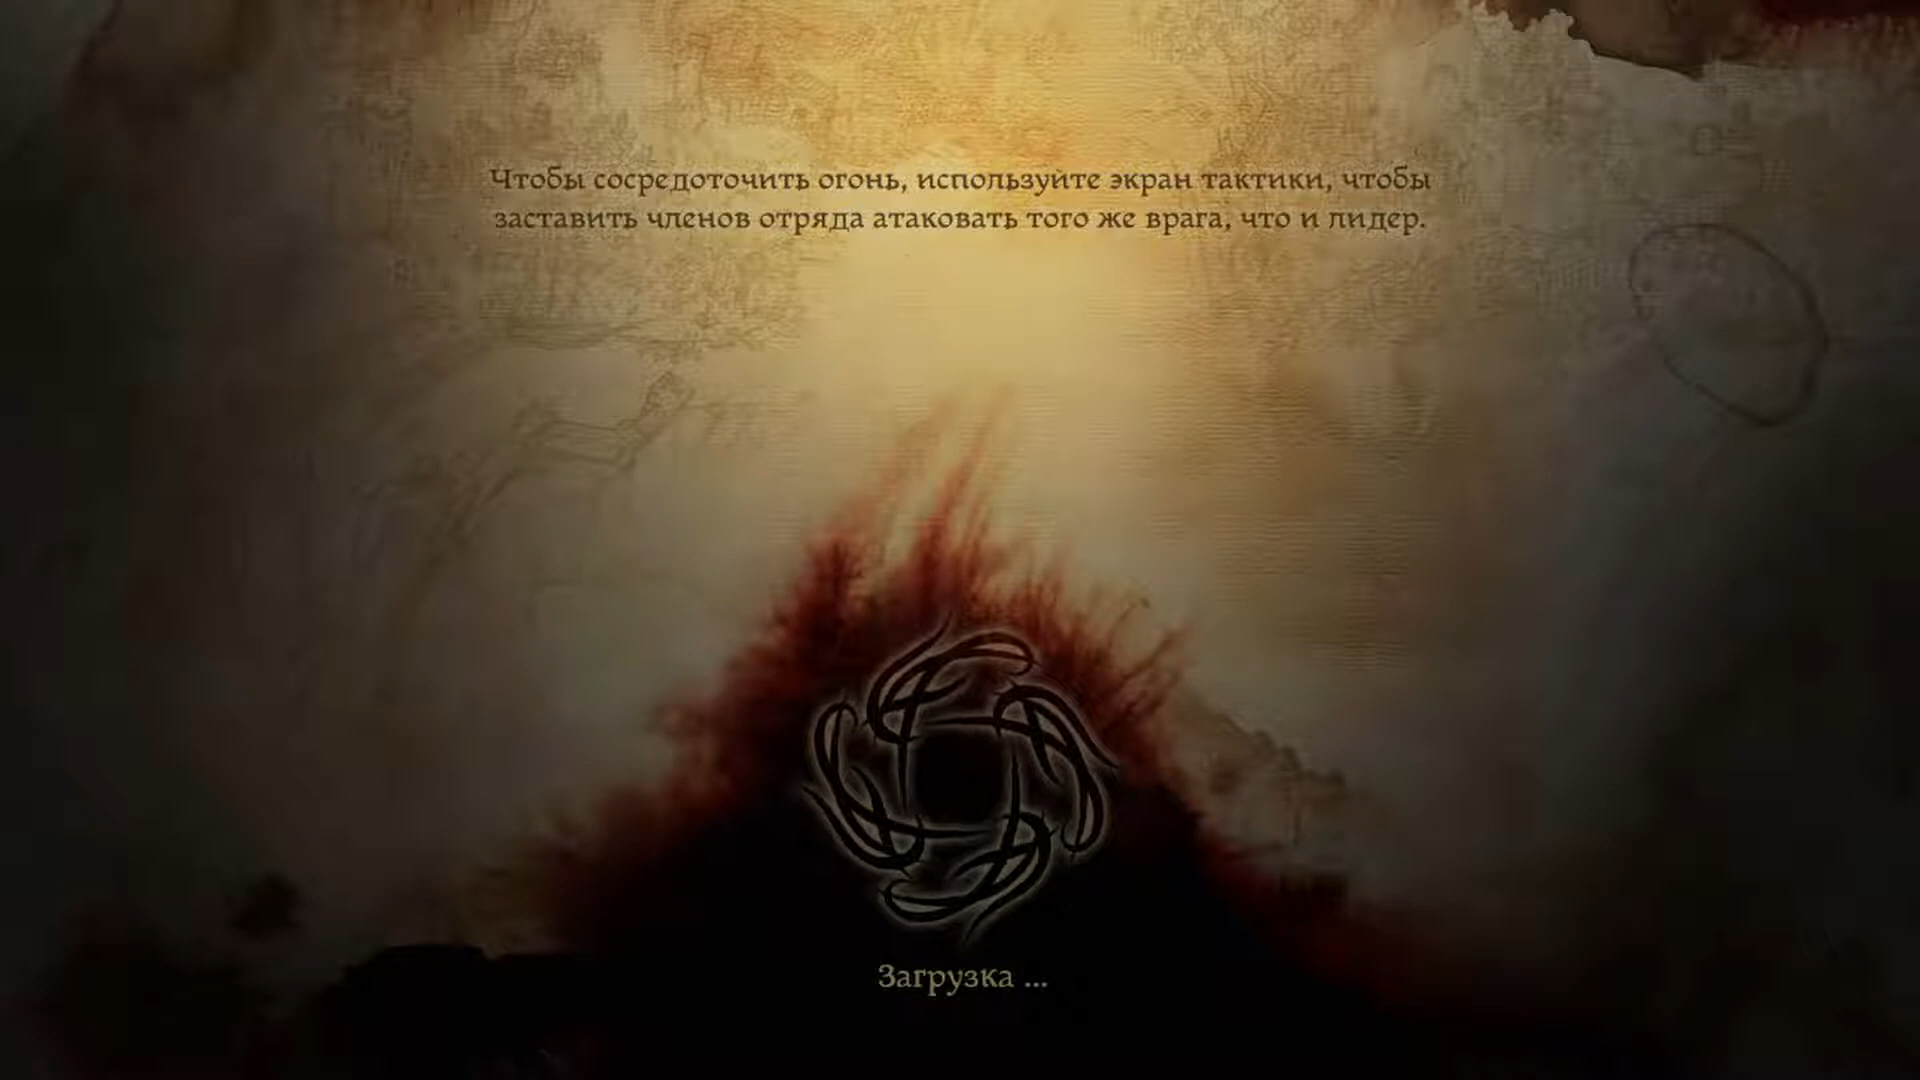 Чтобы сосредоточить огонь, используйте экран тактики, чтобы
заставить членов отряда атаковать того же врага, что и лидер.
Загрузка ...